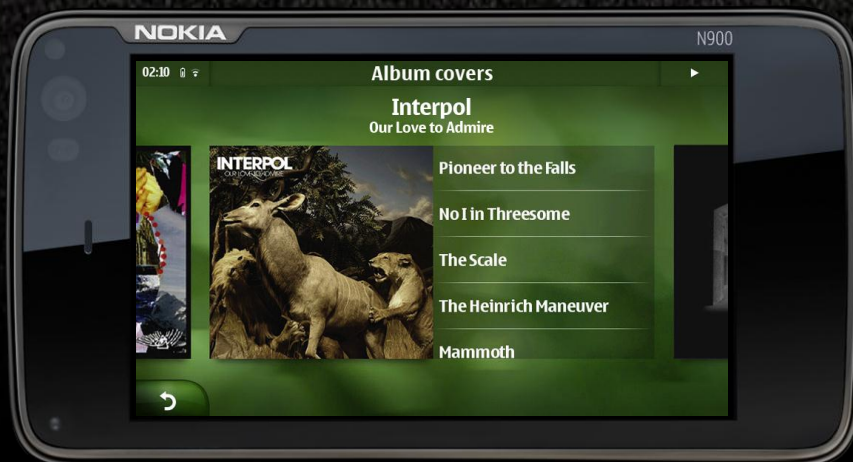 NOKIA
N900
02:10
Album covers
Interpol
Our Love to Admire
INTERPOL
OUR LOVE TO ADMIRE
Pioneer to the Falls
No I in Threesome
The Scale
The Heinrich Maneuver
Mammoth